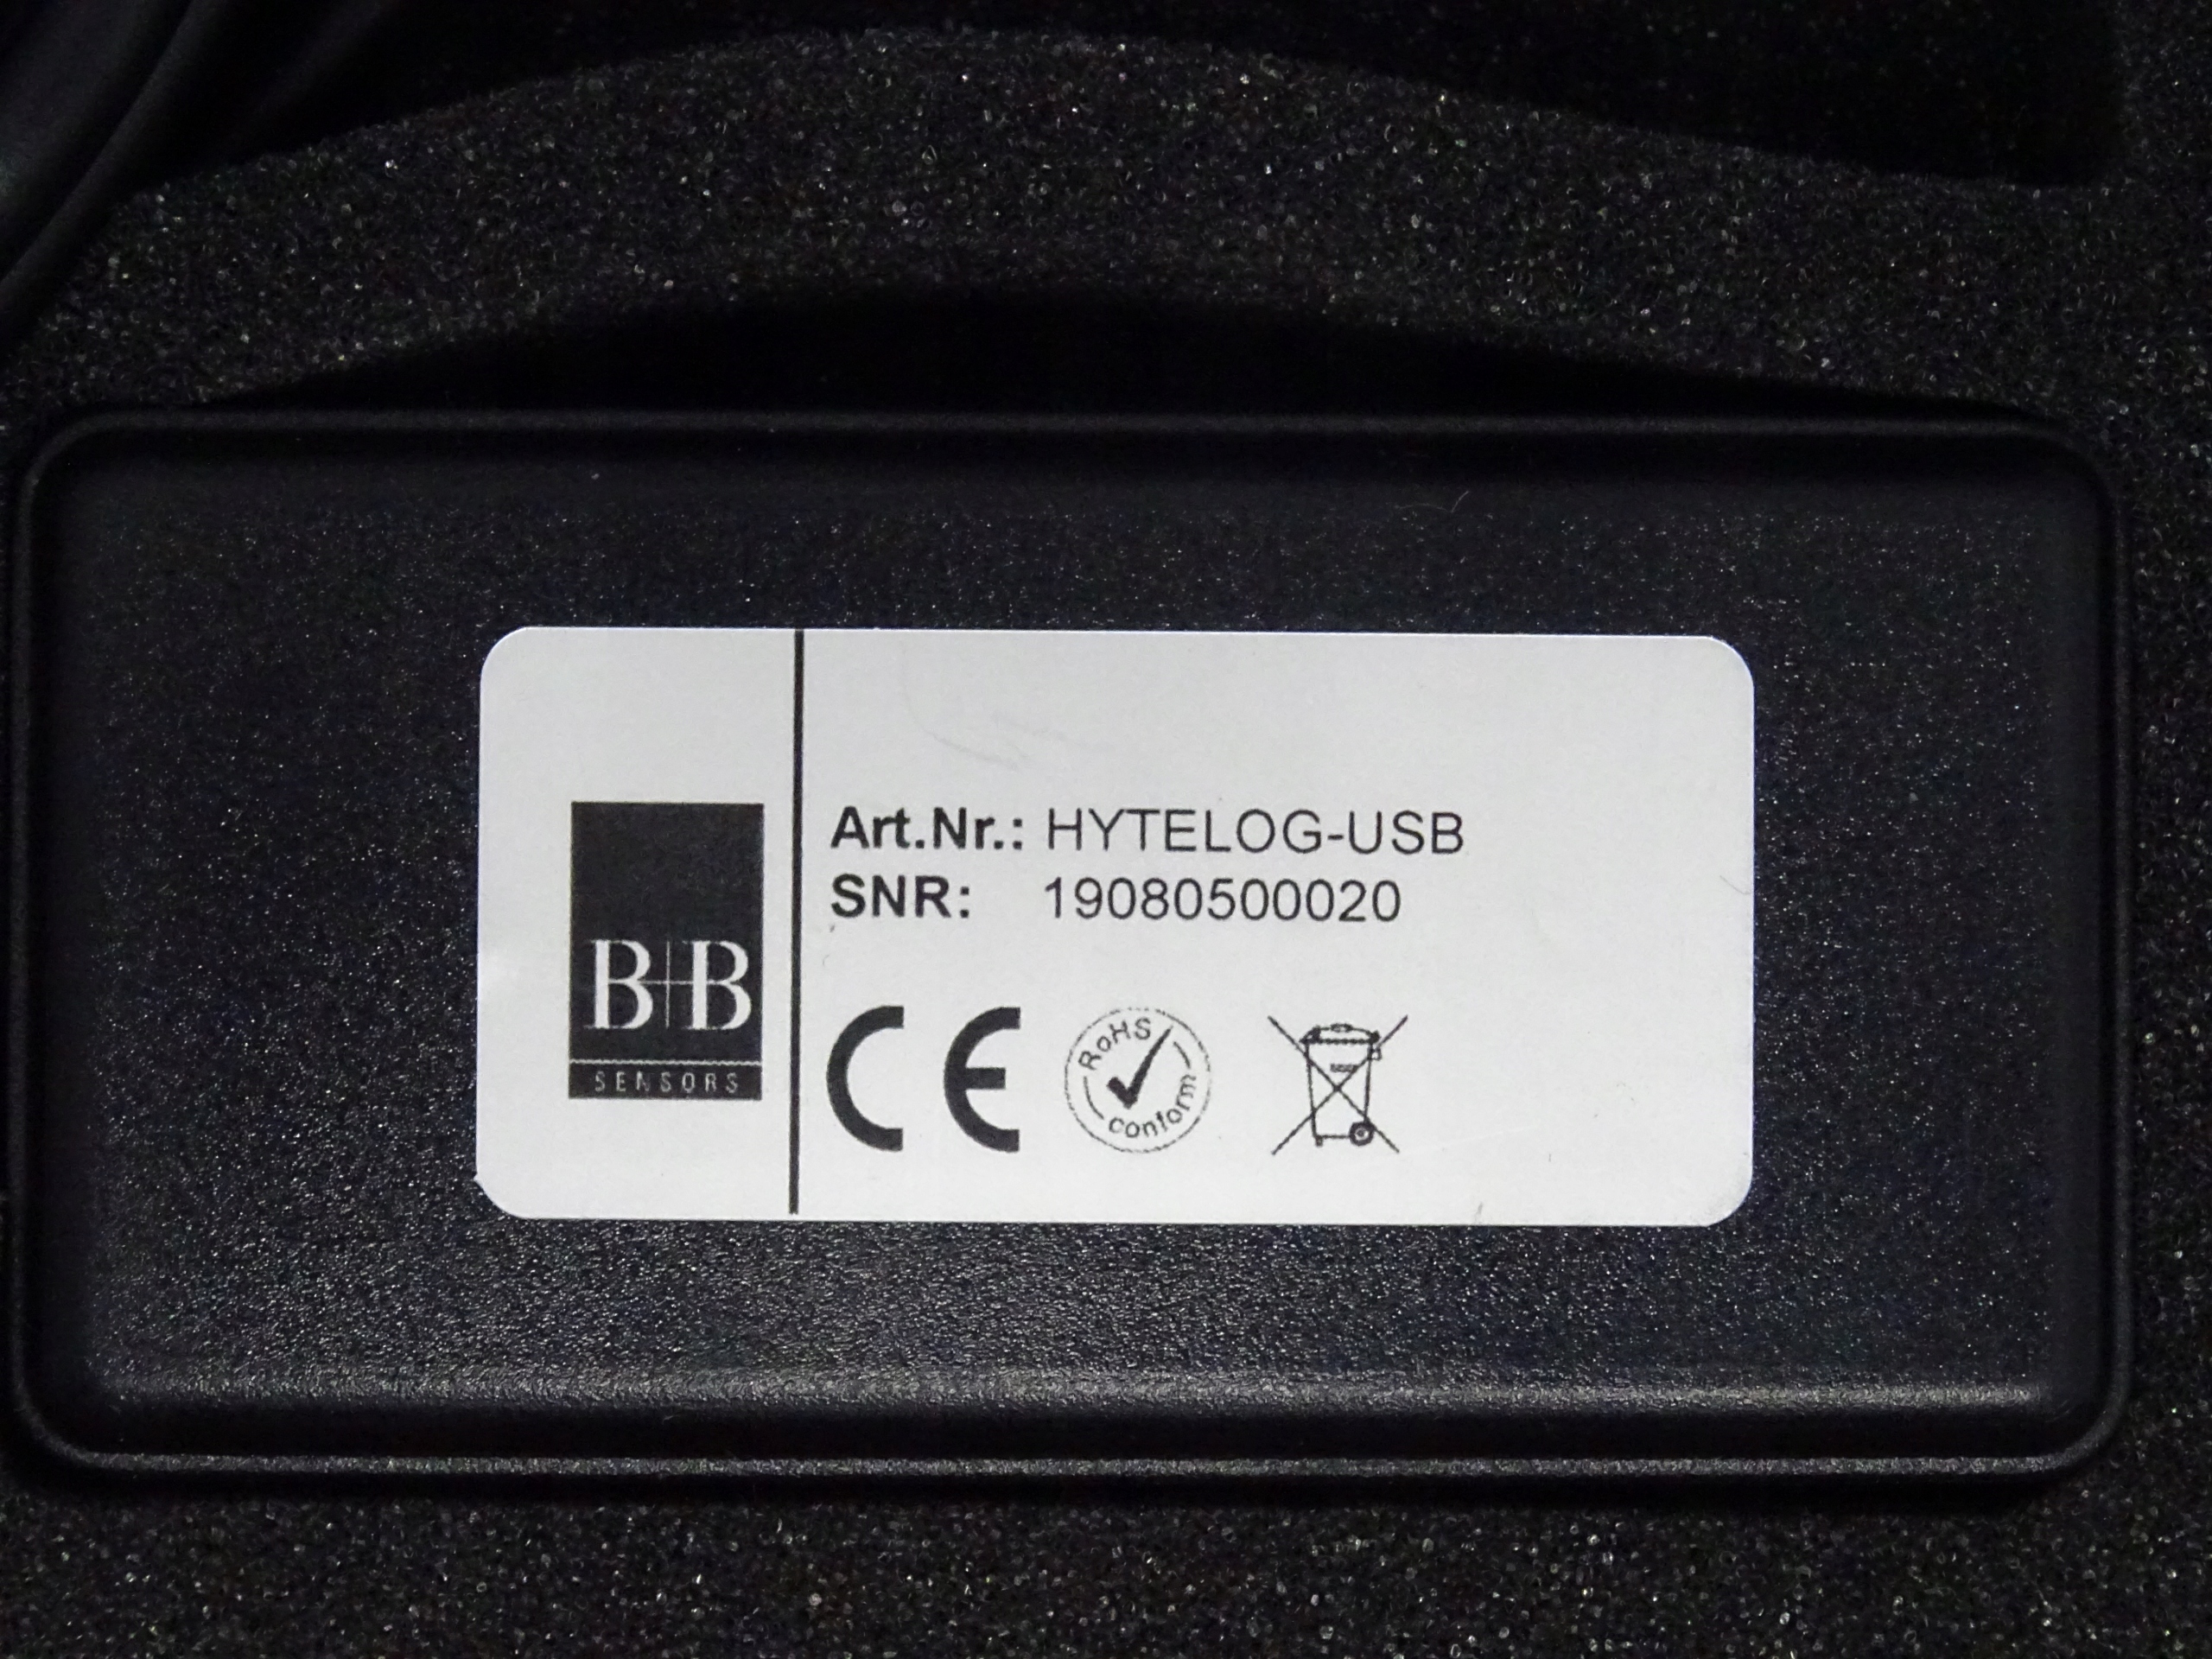 Art.Nr.: HYTELOG-USB
SNR: 19080500020
B+B
SENSORS
CE
RoHS
conform